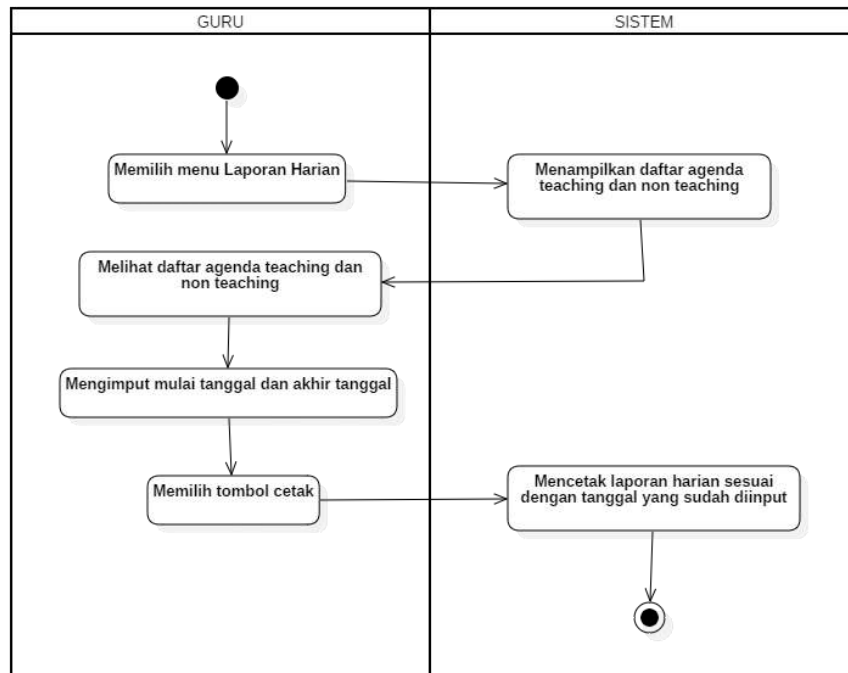 GURU
SISTEM
Memilih menu Laporan Harian
Menampilkan daftar agenda
teaching dan non teaching
Melihat daftar agenda teaching dan
non teaching
Mengimput mulai tanggal dan akhir tanggal
Memilih tombol cetak
Mencetak laporan harian sesuai
dengan tanggal yang sudah diinput